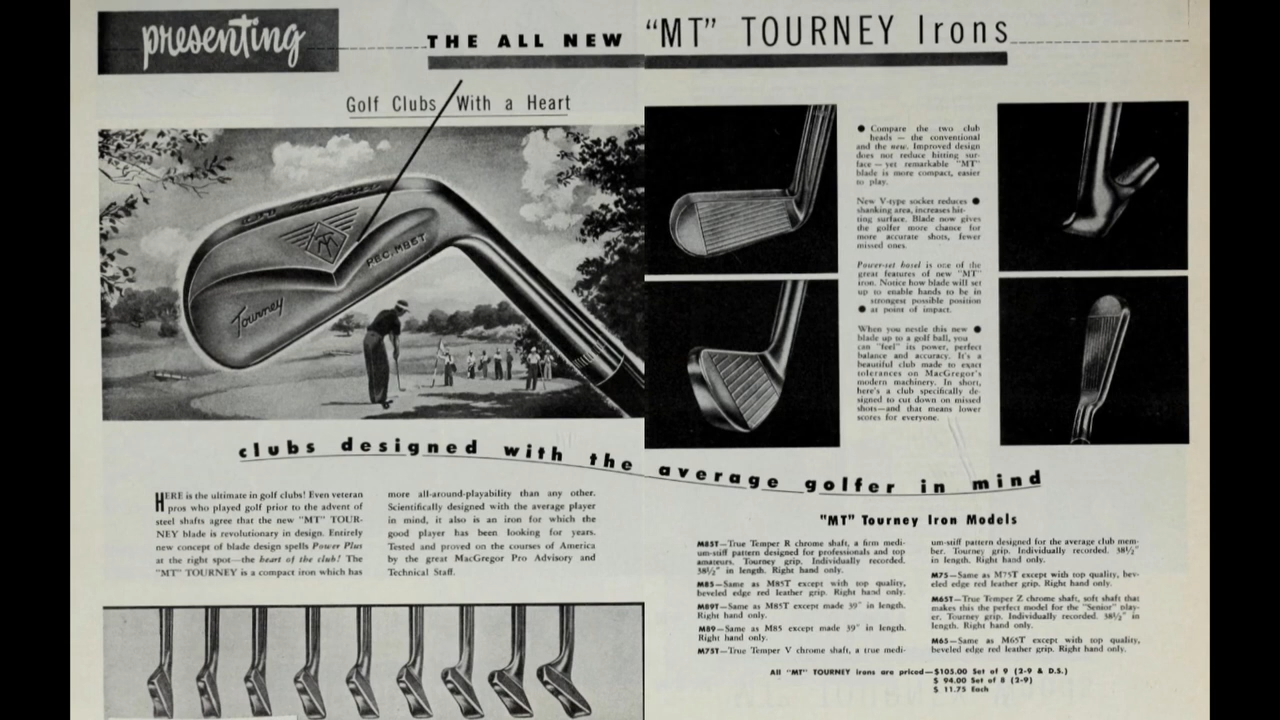 presenting
THE ALL NEW "MT" TOURNEY Irons
Golf Clubs With a Heart
MT
REC. M85T
Tourney
● Compare the two club
heads — the conventional
and the new. Improved design
does not reduce hitting sur-
face — yet remarkable "MT"
blade is more compact, easier
to play.
New V-type socket reduces ●
shanking area, increases hit-
ting surface. Blade now gives
the golfer more chance for
more accurate shots, fewer
missed ones.
Power-set hosel is one of the
great features of new "MT"
iron. Notice how blade will set
up to enable hands to be in
strongest possible position
● at point of impact.
When you nestle this new ●
blade up to a golf ball, you
can "feel" its power, perfect
balance and accuracy. It's a
beautiful club made to exact
tolerances on MacGregor's
modern machinery. In short,
here's a club specifically de-
signed to cut down on missed
shots—and that means lower
scores for everyone.
clubs designed with the average golfer in mind
HERE is the ultimate in golf clubs! Even veteran
pros who played golf prior to the advent of
steel shafts agree that the new "MT" TOUR-
NEY blade is revolutionary in design. Entirely
new concept of blade design spells Power Plus
at the right spot—the heart of the club! The
"MT" TOURNEY is a compact iron which has
more all-around-playability than any other.
Scientifically designed with the average player
in mind, it also is an iron for which the
good player has been looking for years.
Tested and proved on the courses of America
by the great MacGregor Pro Advisory and
Technical Staff.
"MT" Tourney Iron Models
M85T—True Temper R chrome shaft, a firm medi-
um-stiff pattern designed for professionals and top
amateurs. Tourney grip. Individually recorded.
38½" in length. Right hand only.
M85—Same as M85T except with top quality,
beveled edge red leather grip. Right hand only.
M89T—Same as M85T except made 39" in length.
Right hand only.
M89—Same as M85 except made 39" in length.
Right hand only.
M75T—True Temper V chrome shaft, a true medi-
um-stiff pattern designed for the average club mem-
ber. Tourney grip. Individually recorded. 38½"
in length. Right hand only.
M75—Same as M75T except with top quality, bev-
eled edge red leather grip. Right hand only.
M65T—True Temper Z chrome shaft, soft shaft that
makes this the perfect model for the "Senior" play-
er. Tourney grip. Individually recorded. 38½" in
length. Right hand only.
M65—Same as M65T except with top quality,
beveled edge red leather grip. Right hand only.
All "MT" TOURNEY irons are priced—$105.00 Set of 9 (2-9 & D.S.)
$ 94.00 Set of 8 (2-9)
$ 11.75 Each